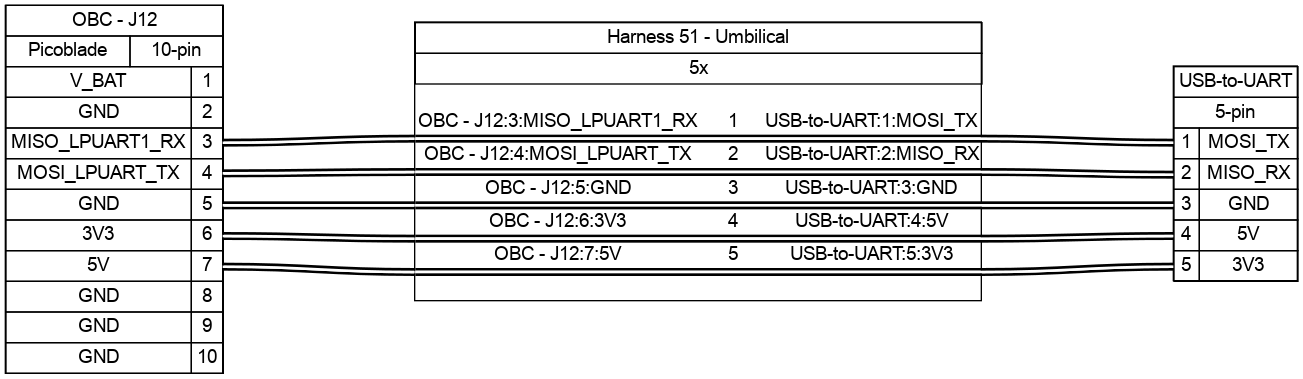 OBC - J12
Picoblade 10-pin
V_BAT 1
GND 2
MISO_LPUART1_RX 3
MOSI_LPUART_TX 4
GND 5
3V3 6
5V 7
GND 8
GND 9
GND 10
Harness 51 - Umbilical
5x
OBC - J12:3:MISO_LPUART1_RX 1 USB-to-UART:1:MOSI_TX
OBC - J12:4:MOSI_LPUART_TX 2 USB-to-UART:2:MISO_RX
OBC - J12:5:GND 3 USB-to-UART:3:GND
OBC - J12:6:3V3 4 USB-to-UART:4:5V
OBC - J12:7:5V 5 USB-to-UART:5:3V3
USB-to-UART
5-pin
1 MOSI_TX
2 MISO_RX
3 GND
4 5V
5 3V3